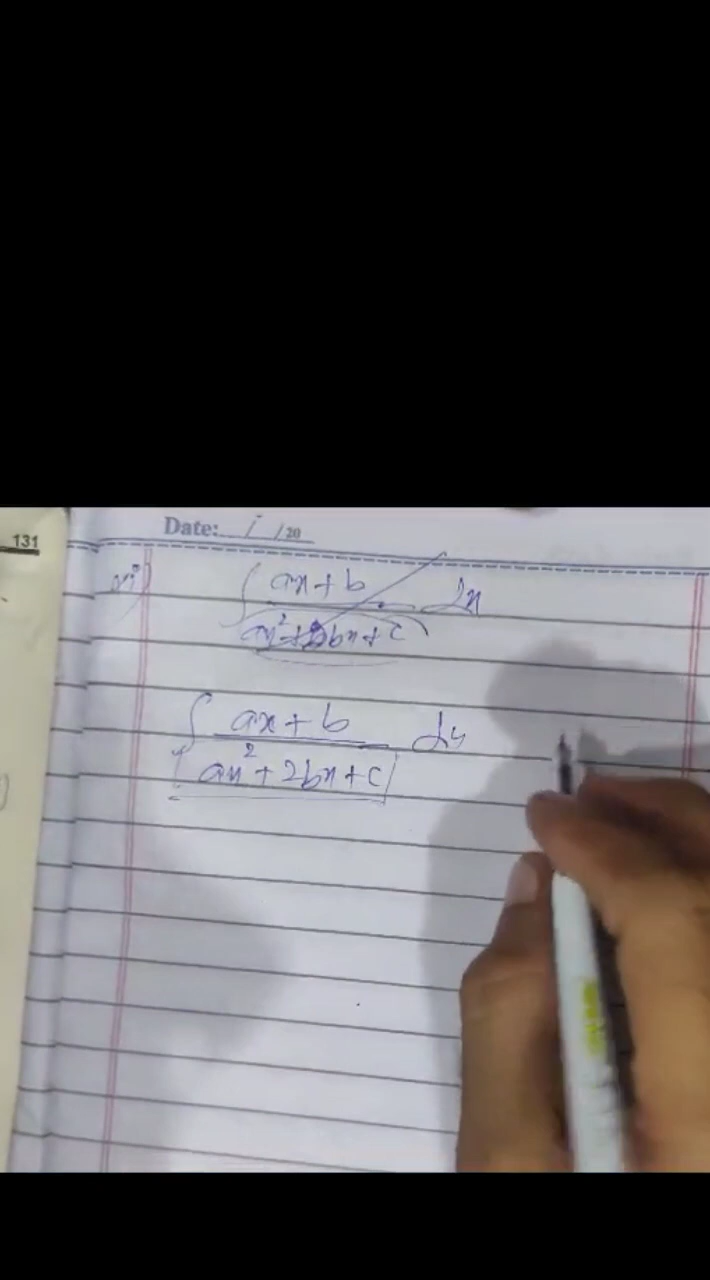 131
Date: / /20
vi)
∫ ax+b / ax²+2bx+c dx
∫ ax+b / ax²+2bx+c dx